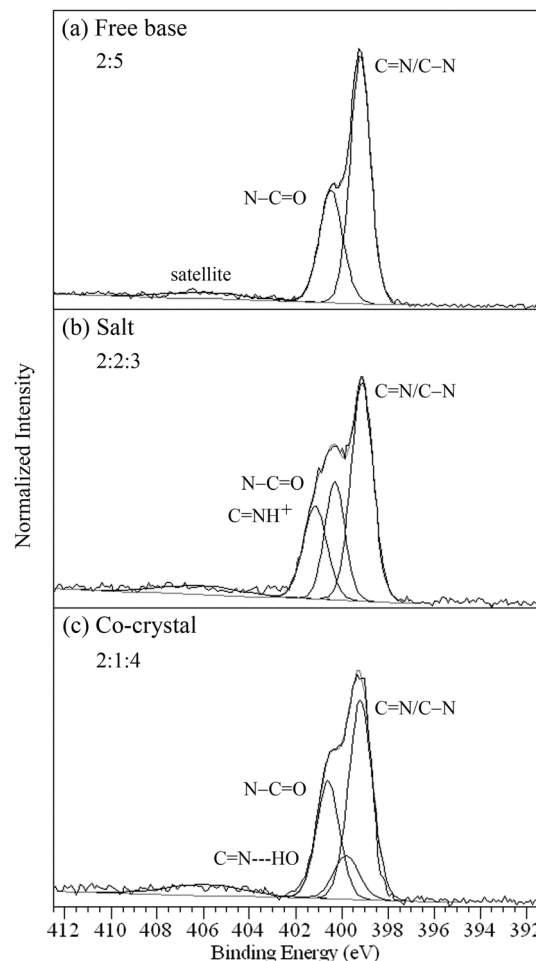 (a) Free base
2:5
C=N/C–N
N–C=O
satellite
(b) Salt
2:2:3
C=N/C–N
N–C=O
C=NH⁺
(c) Co-crystal
2:1:4
C=N/C–N
N–C=O
C=N---HO
Normalized Intensity
412 410 408 406 404 402 400 398 396 394 392
Binding Energy (eV)